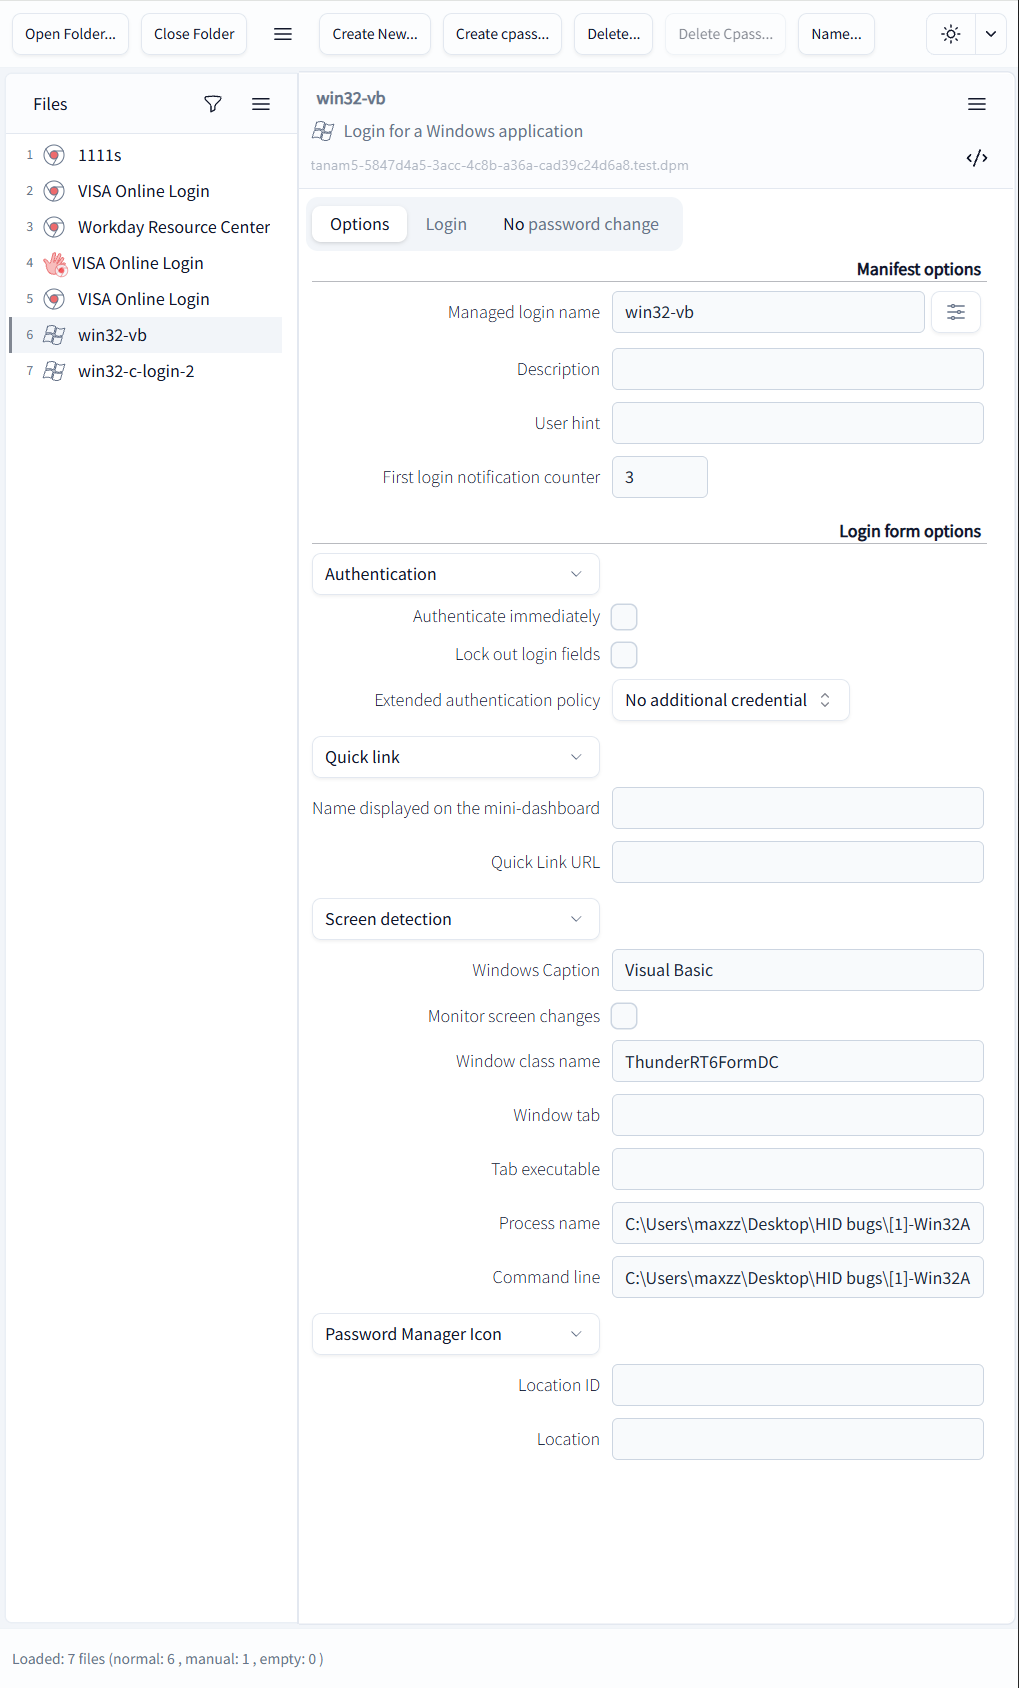 Open Folder... Close Folder Create New... Create cpass... Delete... Delete Cpass... Name...
Files
1 1111s
2 VISA Online Login
3 Workday Resource Center
4 VISA Online Login
5 VISA Online Login
6 win32-vb
7 win32-c-login-2
win32-vb
Login for a Windows application
tanam5-5847d4a5-3acc-4c8b-a36a-cad39c24d6a8.test.dpm
</>
Options Login No password change
Manifest options
Managed login name win32-vb
Description
User hint
First login notification counter 3
Login form options
Authentication
Authenticate immediately
Lock out login fields
Extended authentication policy No additional credential
Quick link
Name displayed on the mini-dashboard
Quick Link URL
Screen detection
Windows Caption Visual Basic
Monitor screen changes
Window class name ThunderRT6FormDC
Window tab
Tab executable
Process name C:\Users\maxzz\Desktop\HID bugs\[1]-Win32A
Command line C:\Users\maxzz\Desktop\HID bugs\[1]-Win32A
Password Manager Icon
Location ID
Location
Loaded: 7 files (normal: 6 , manual: 1 , empty: 0 )